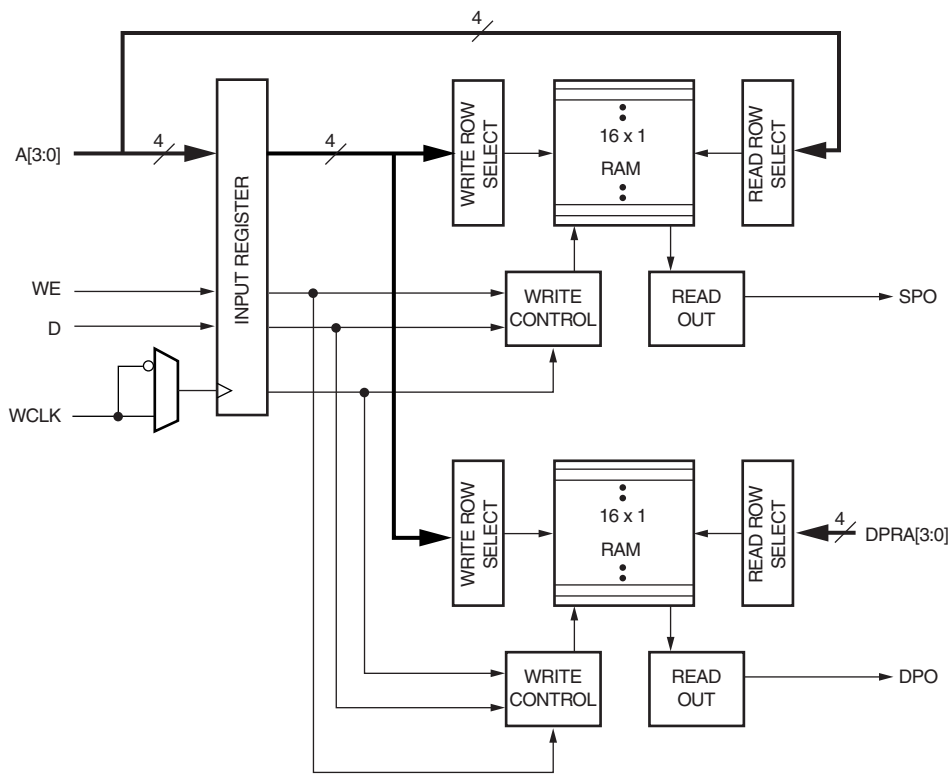 4
A[3:0]
4
INPUT REGISTER
4
WRITE ROW
SELECT
16 x 1
RAM
READ ROW
SELECT
WE
D
WCLK
WRITE
CONTROL
READ
OUT
SPO
WRITE ROW
SELECT
16 x 1
RAM
READ ROW
SELECT
4
DPRA[3:0]
WRITE
CONTROL
READ
OUT
DPO